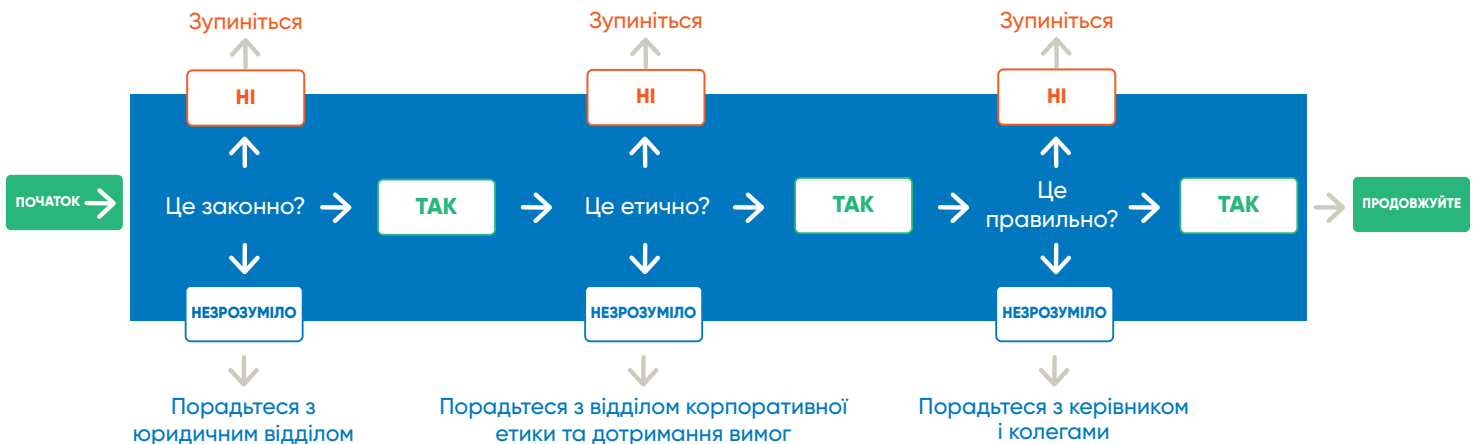 Зупиніться
Зупиніться
Зупиніться
НІ
НІ
НІ
ПОЧАТОК
Це законно?
ТАК
Це етично?
ТАК
Це
правильно?
ТАК
ПРОДОВЖУЙТЕ
НЕЗРОЗУМІЛО
НЕЗРОЗУМІЛО
НЕЗРОЗУМІЛО
Порадьтеся з
юридичним відділом
Порадьтеся з відділом корпоративної
етики та дотримання вимог
Порадьтеся з керівником
і колегами